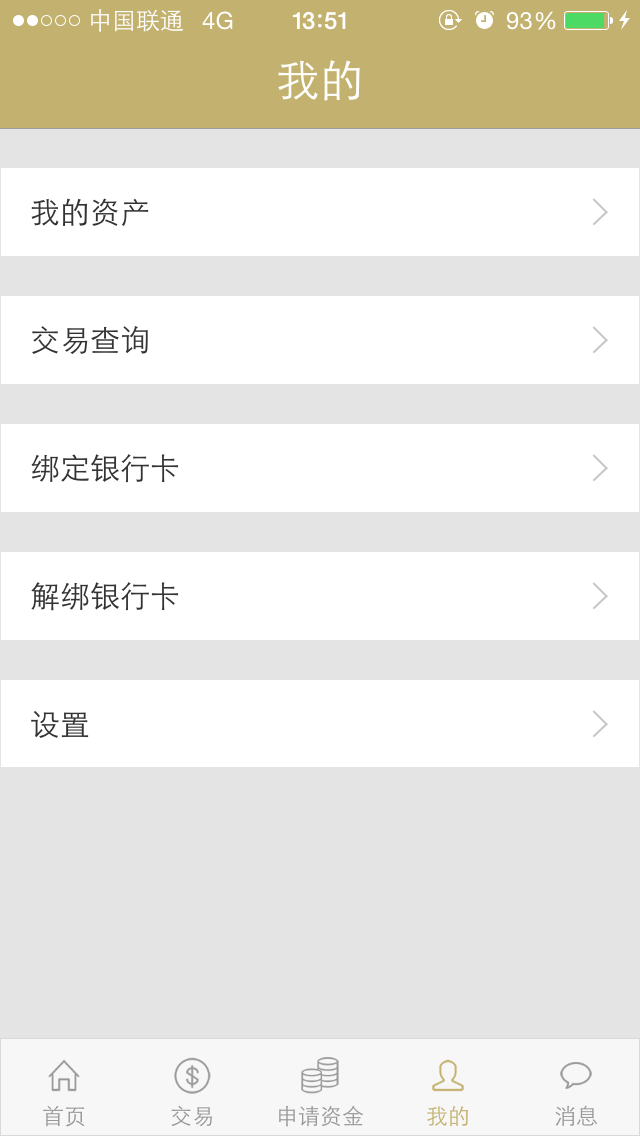 中国联通 4G 13:51 93%
我的
我的资产
交易查询
绑定银行卡
解绑银行卡
设置
首页 交易 申请资金 我的 消息